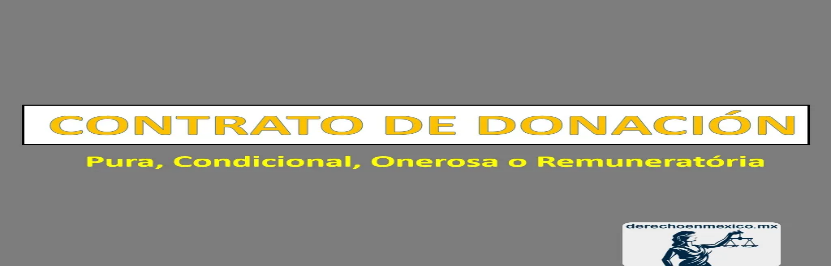 CONTRATO DE DONACIÓN
Pura, Condicional, Onerosa o Remuneratória
derechoenmexico.mx